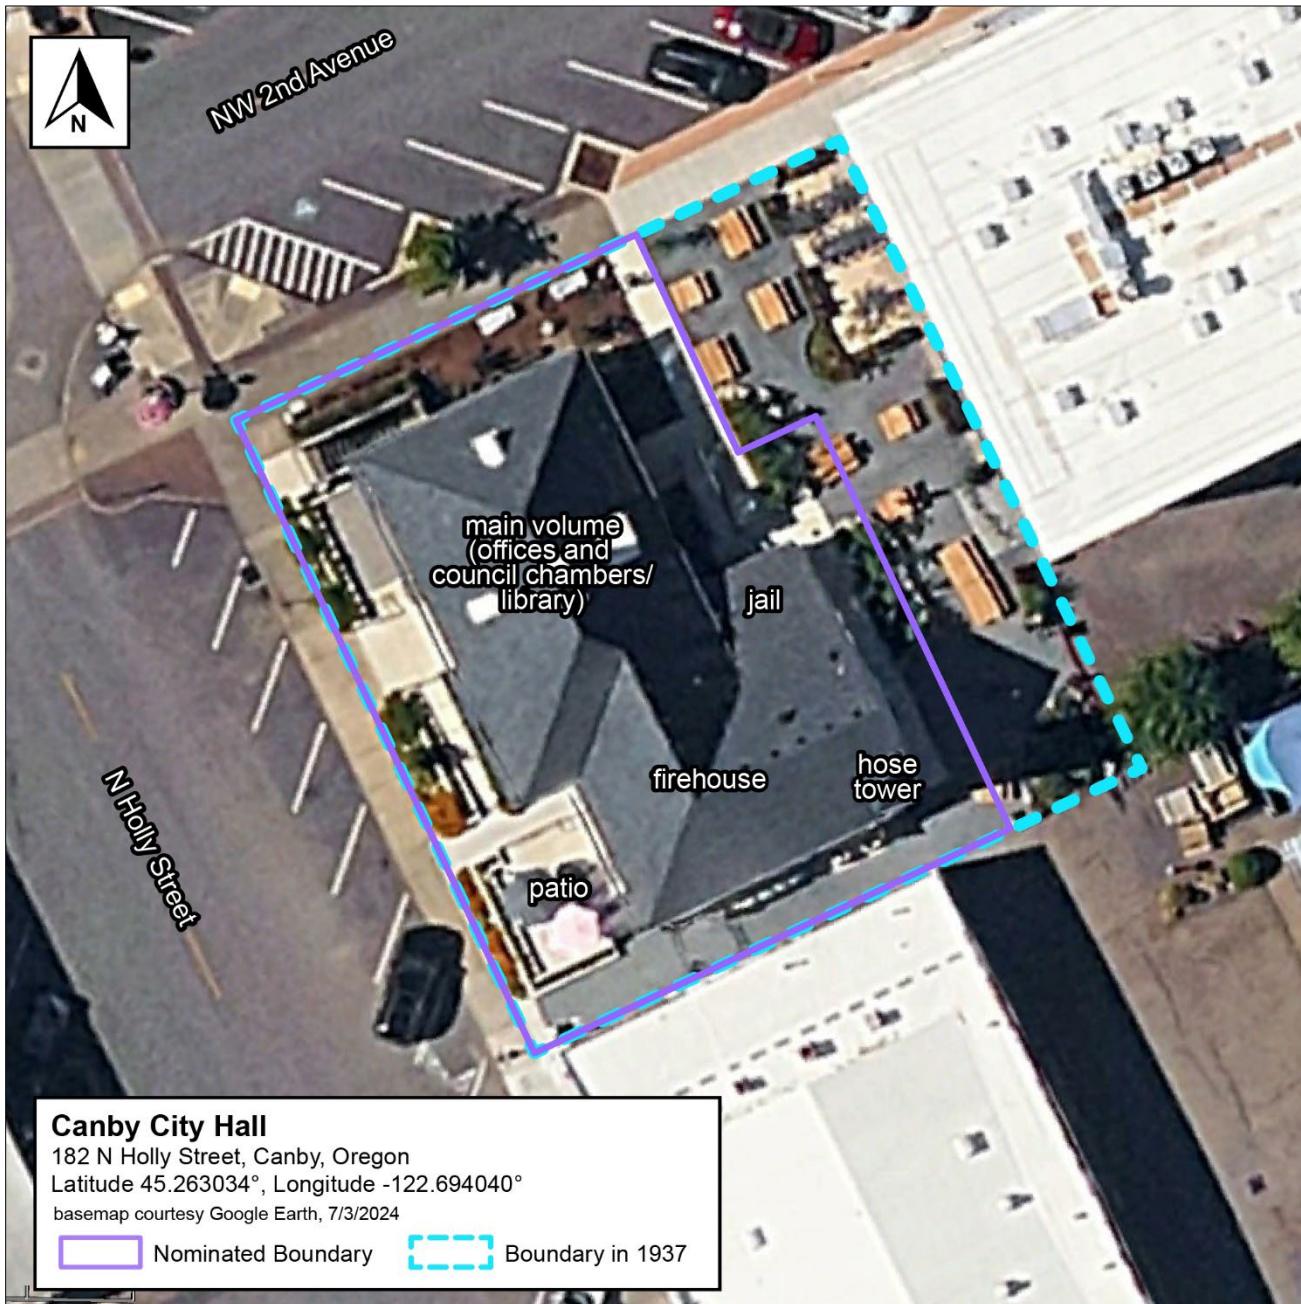 N
NW 2nd Avenue
main volume
(offices and
council chambers/
library)
jail
firehouse
hose
tower
patio
N Holly Street
Canby City Hall
182 N Holly Street, Canby, Oregon
Latitude 45.263034°, Longitude -122.694040°
basemap courtesy Google Earth, 7/3/2024
Nominated Boundary
Boundary in 1937